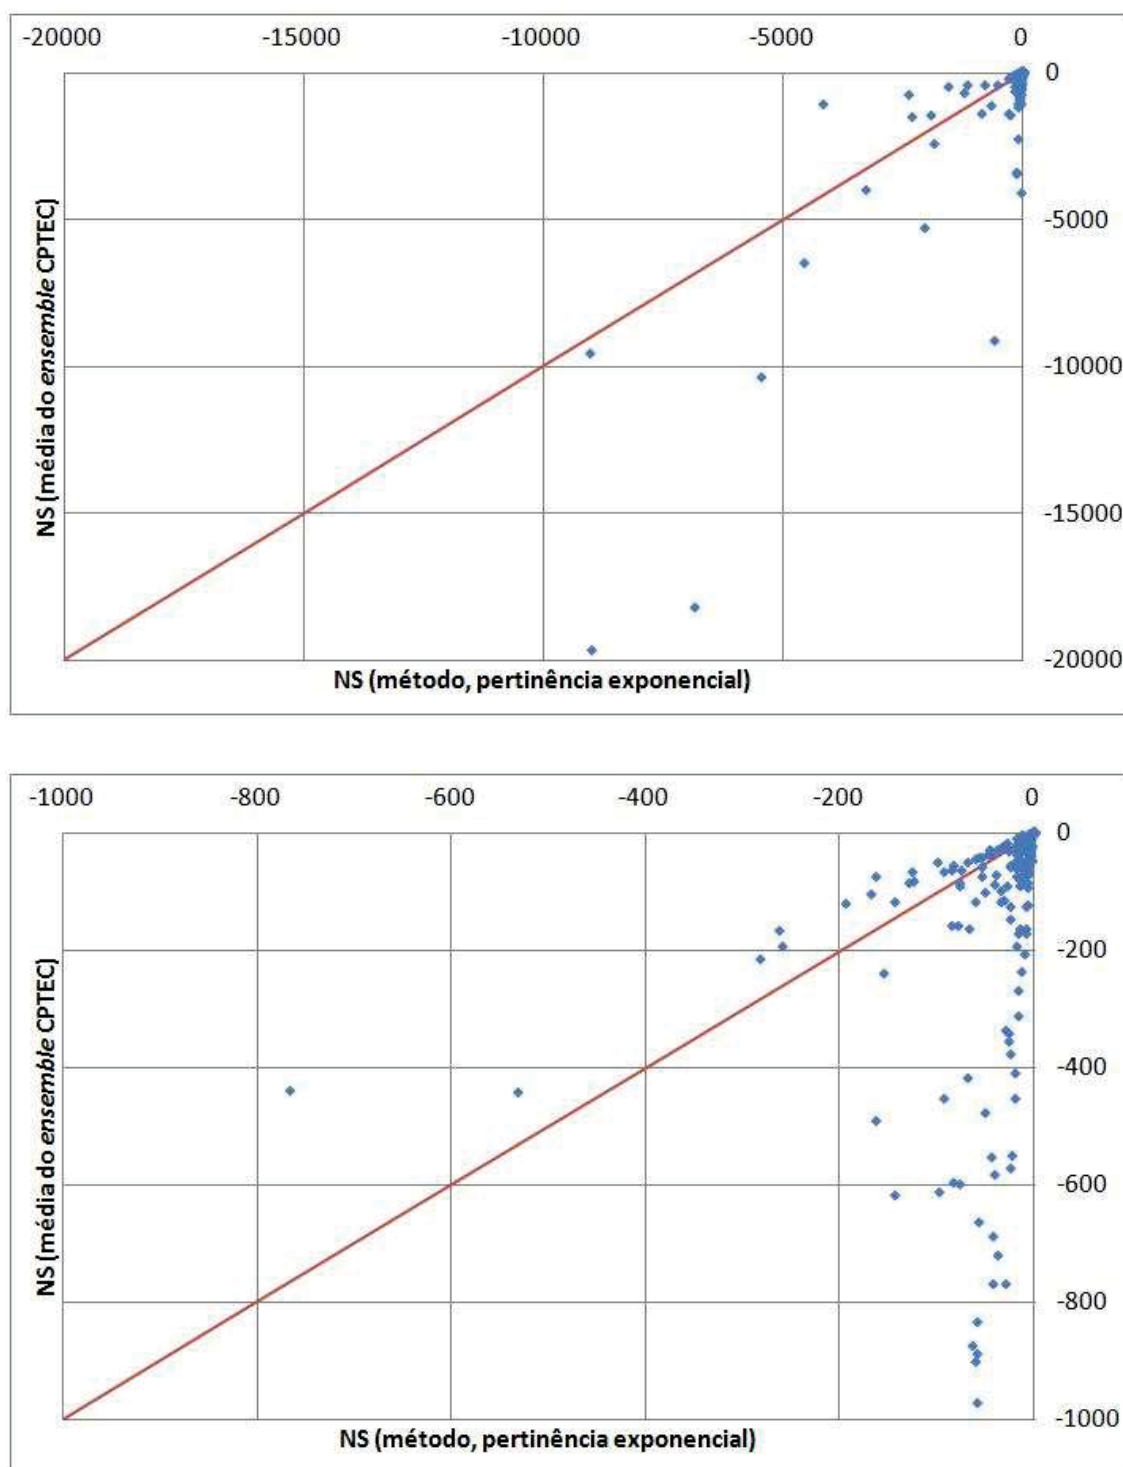 -20000 -15000 -10000 -5000 0
0
-5000
-10000
-15000
-20000
NS (média do ensemble CPTEC)
NS (método, pertinência exponencial)
-1000 -800 -600 -400 -200 0
0
-200
-400
-600
-800
-1000
NS (média do ensemble CPTEC)
NS (método, pertinência exponencial)